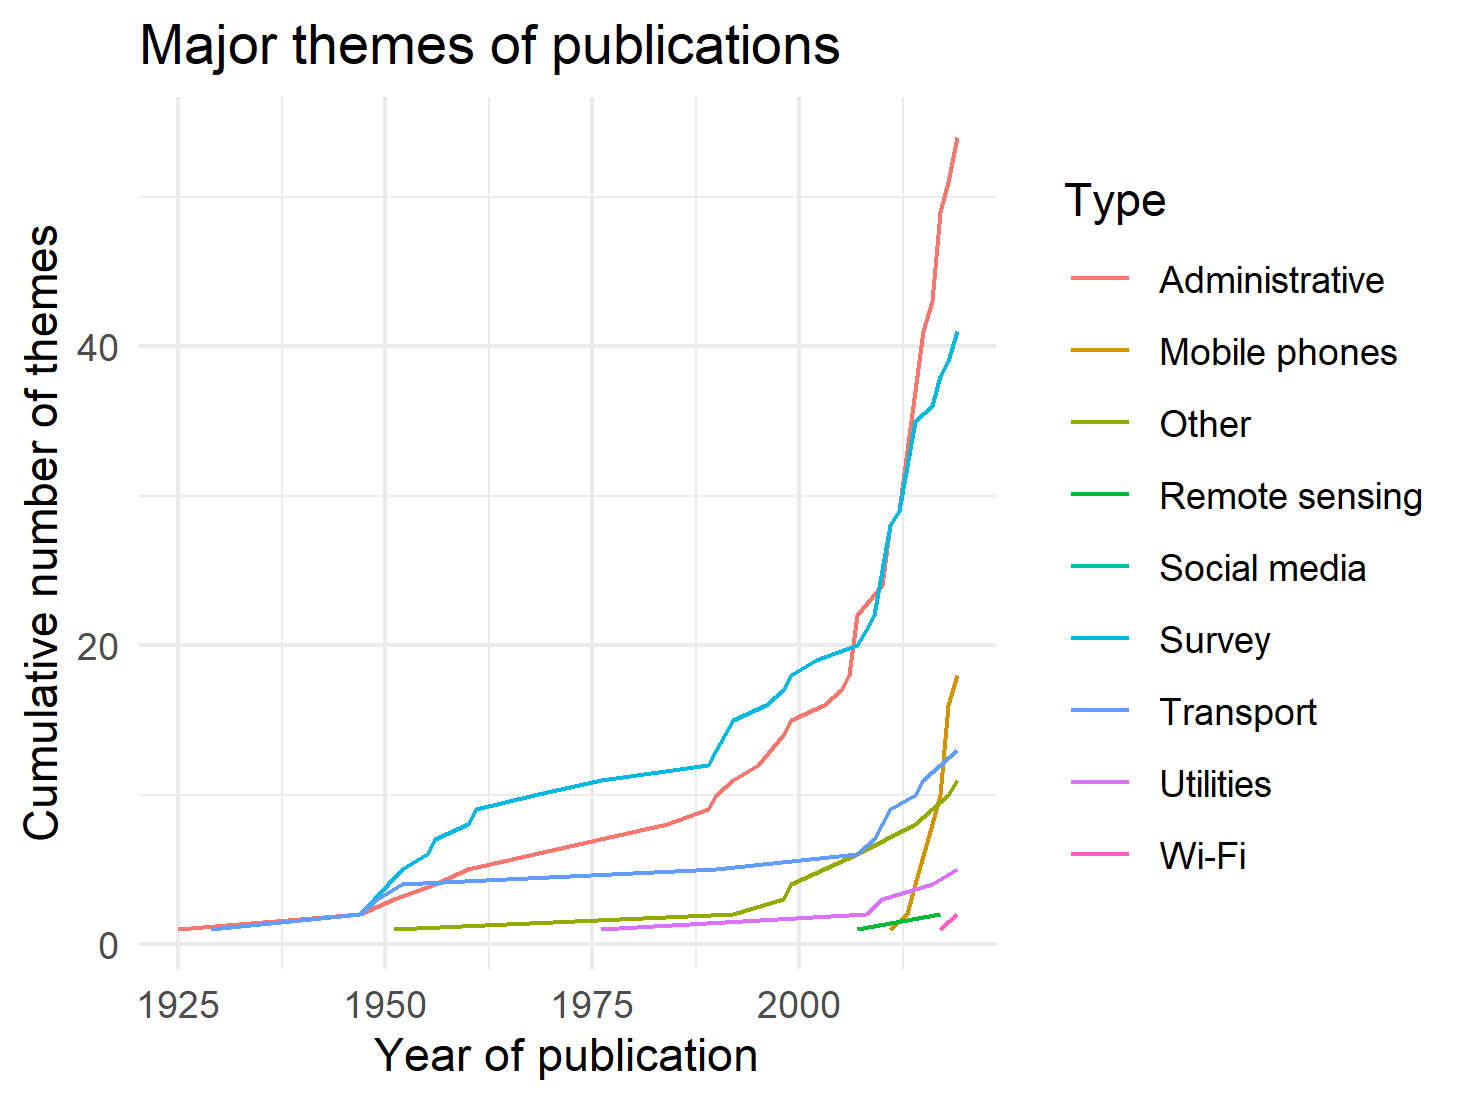 Major themes of publications
Cumulative number of themes
40
20
0
1925 1950 1975 2000
Year of publication
Type
Administrative
Mobile phones
Other
Remote sensing
Social media
Survey
Transport
Utilities
Wi-Fi